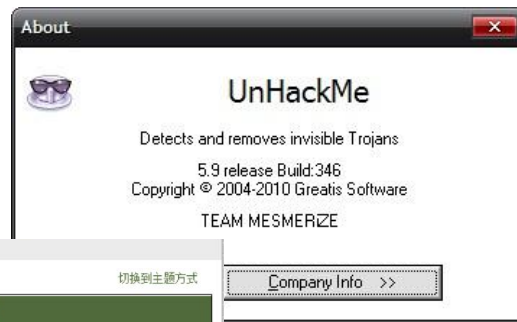 About
UnHackMe
Detects and removes invisible Trojans
5.9 release Build:346
Copyright © 2004-2010 Greatis Software
TEAM MESMERiZE
切换到主题方式
Company Info >>